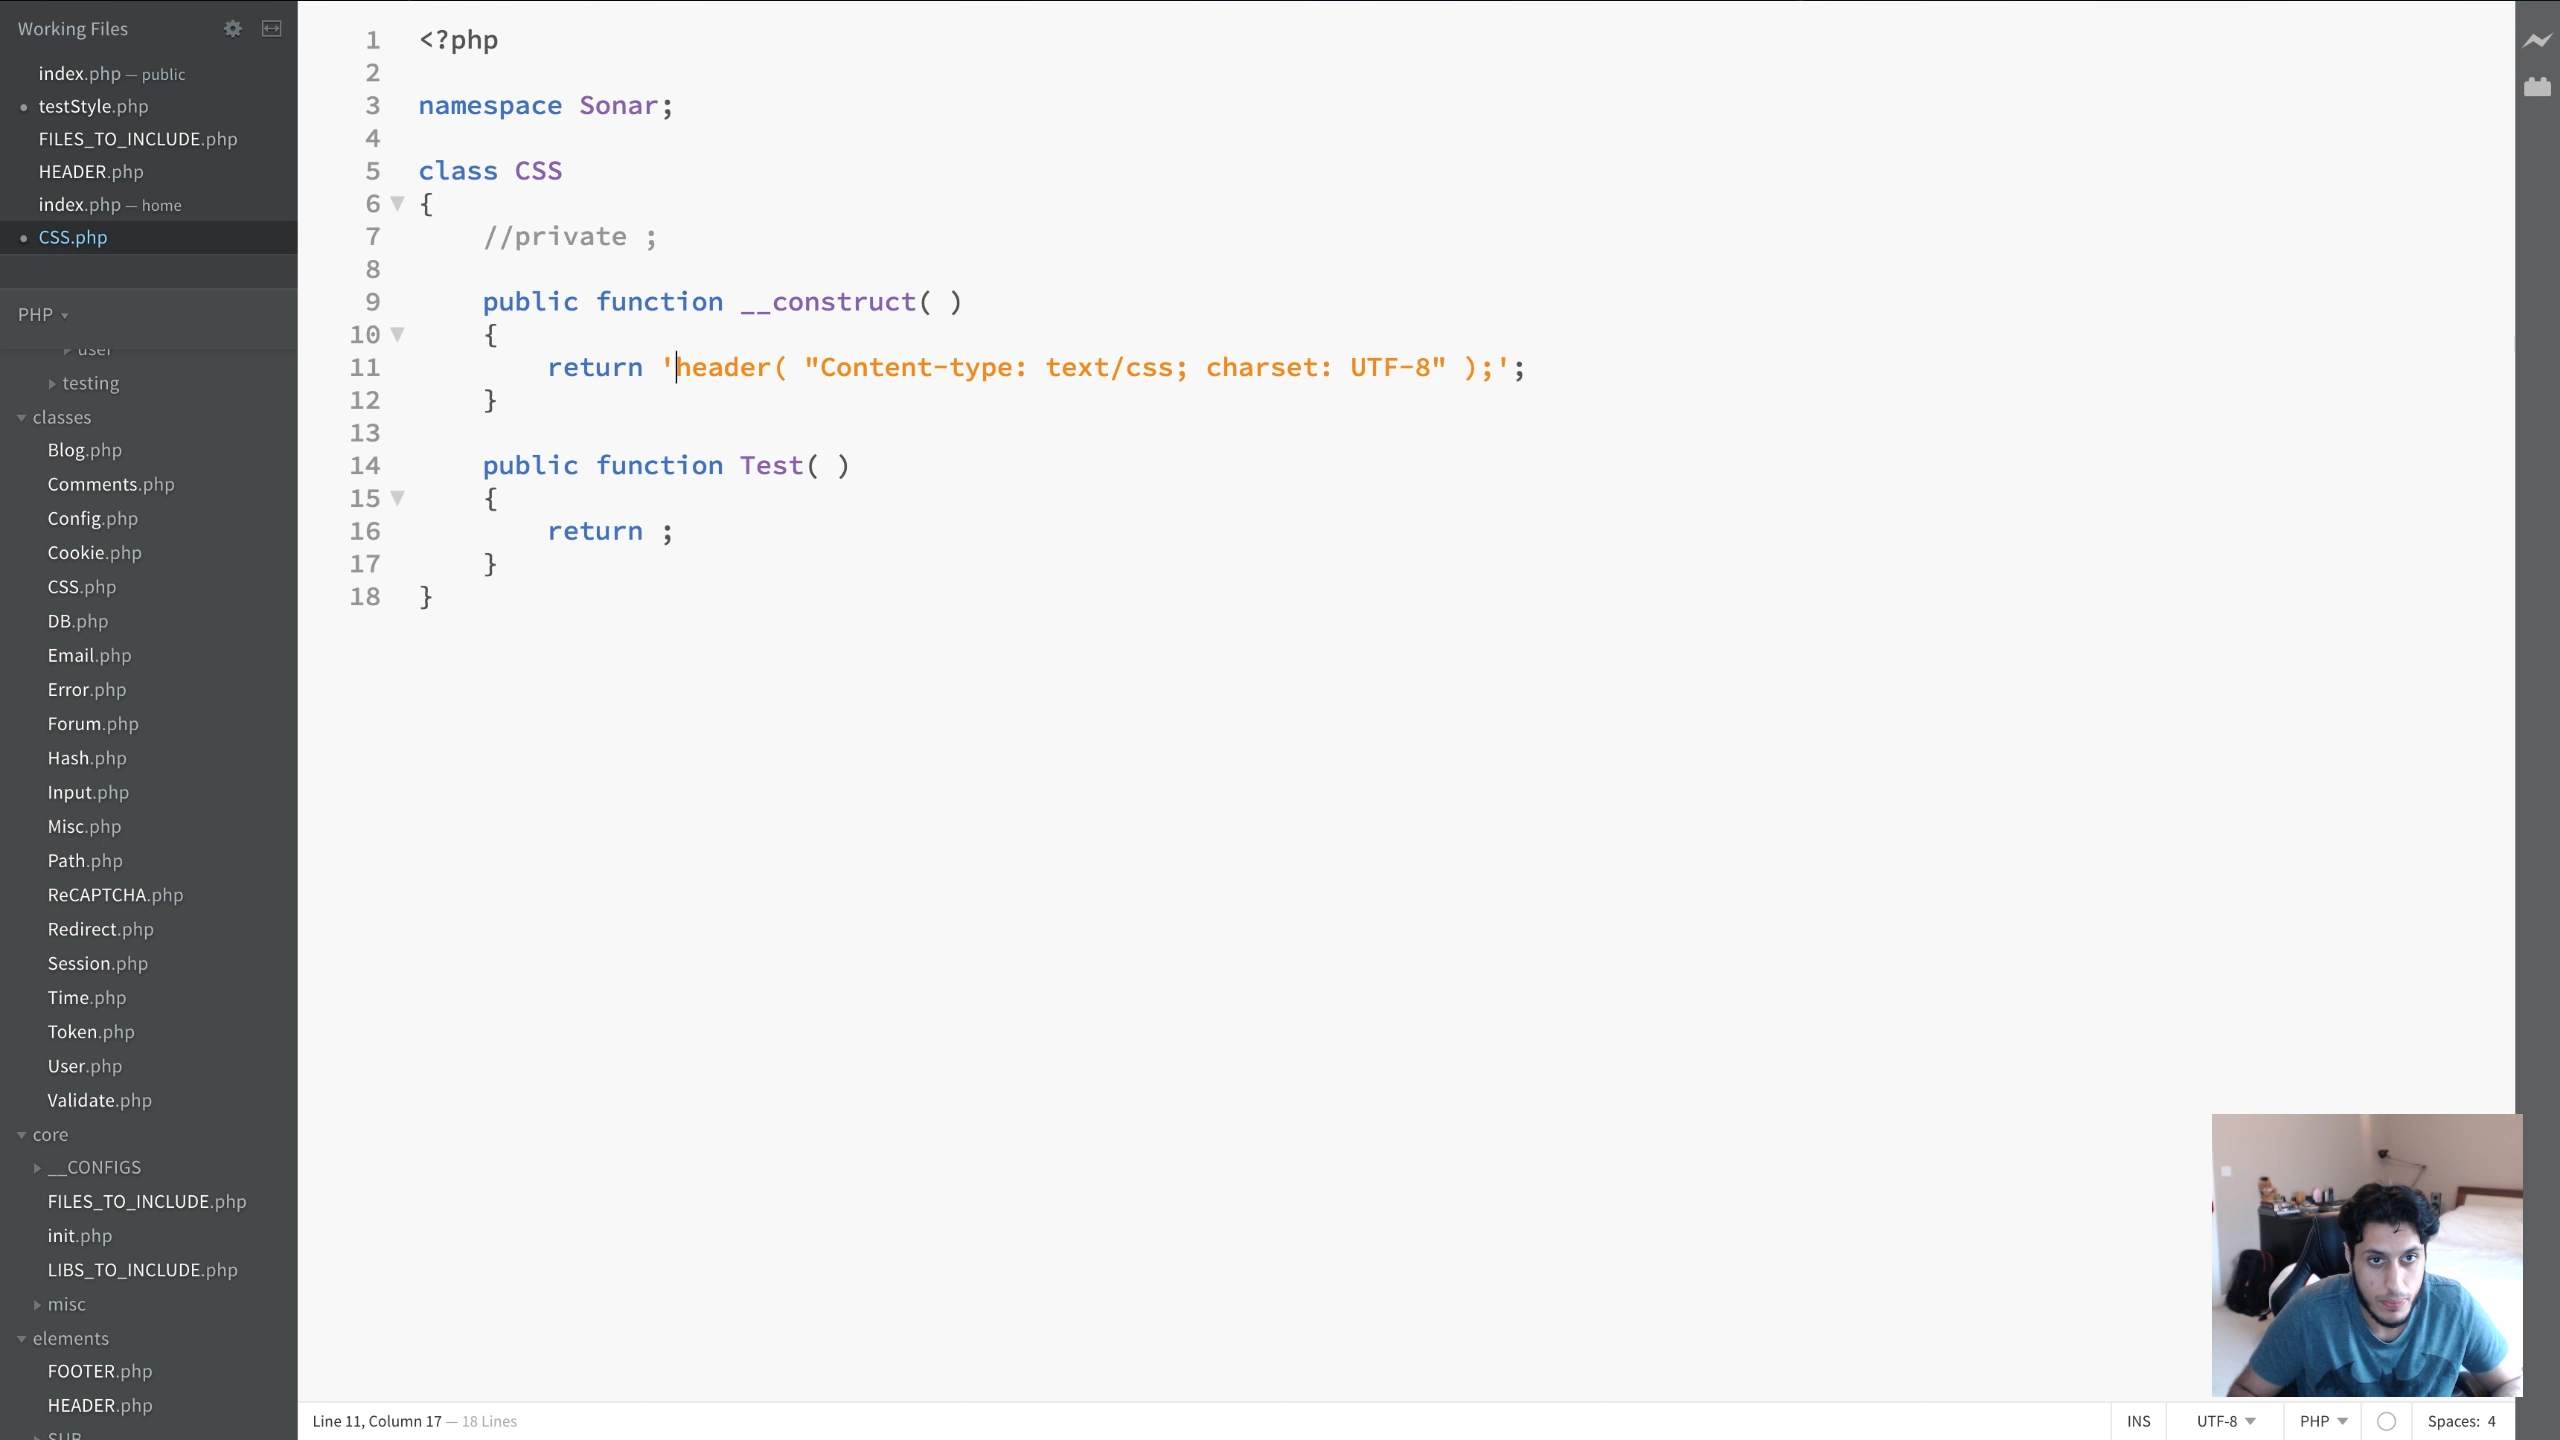 Working Files
index.php — public
testStyle.php
FILES_TO_INCLUDE.php
HEADER.php
index.php — home
CSS.php
PHP
user
testing
classes
Blog.php
Comments.php
Config.php
Cookie.php
CSS.php
DB.php
Email.php
Error.php
Forum.php
Hash.php
Input.php
Misc.php
Path.php
ReCAPTCHA.php
Redirect.php
Session.php
Time.php
Token.php
User.php
Validate.php
core
__CONFIGS
FILES_TO_INCLUDE.php
init.php
LIBS_TO_INCLUDE.php
misc
elements
FOOTER.php
HEADER.php
SUB
1 <?php
2
3 namespace Sonar;
4
5 class CSS
6 {
7 //private ;
8
9 public function __construct( )
10 {
11 return 'header( "Content-type: text/css; charset: UTF-8" );';
12 }
13
14 public function Test( )
15 {
16 return ;
17 }
18 }
Line 11, Column 17 — 18 Lines
INS UTF-8 PHP Spaces: 4